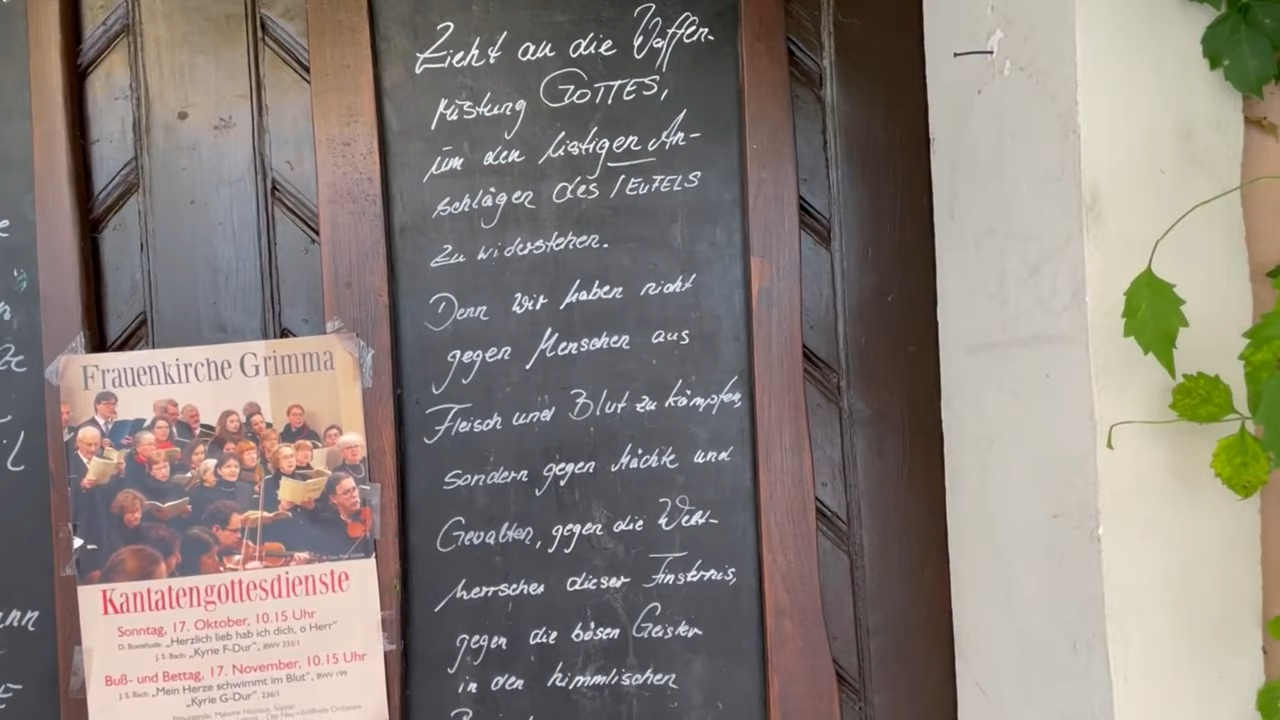 Zieht an die Waffen-
rüstung GOTTES,
um den listigen An-
schlägen des TEUFELS
zu widerstehen.
Denn wir haben nicht
gegen Menschen aus
Fleisch und Blut zu kämpfen,
sondern gegen Mächte und
Gewalten, gegen die Welt-
herrscher dieser Finsternis,
gegen die bösen Geister
in den himmlischen
Frauenkirche Grimma
Kantatengottesdienste
Sonntag, 17. Oktober, 10.15 Uhr
D. Buxtehude: „Herzlich lieb hab ich dich, o Herr"
J. S. Bach: „Kyrie F-Dur", BWV 233/1
Buß- und Bettag, 17. November, 10.15 Uhr
J. S. Bach: „Mein Herze schwimmt im Blut", BWV 199
„Kyrie G-Dur", 236/1